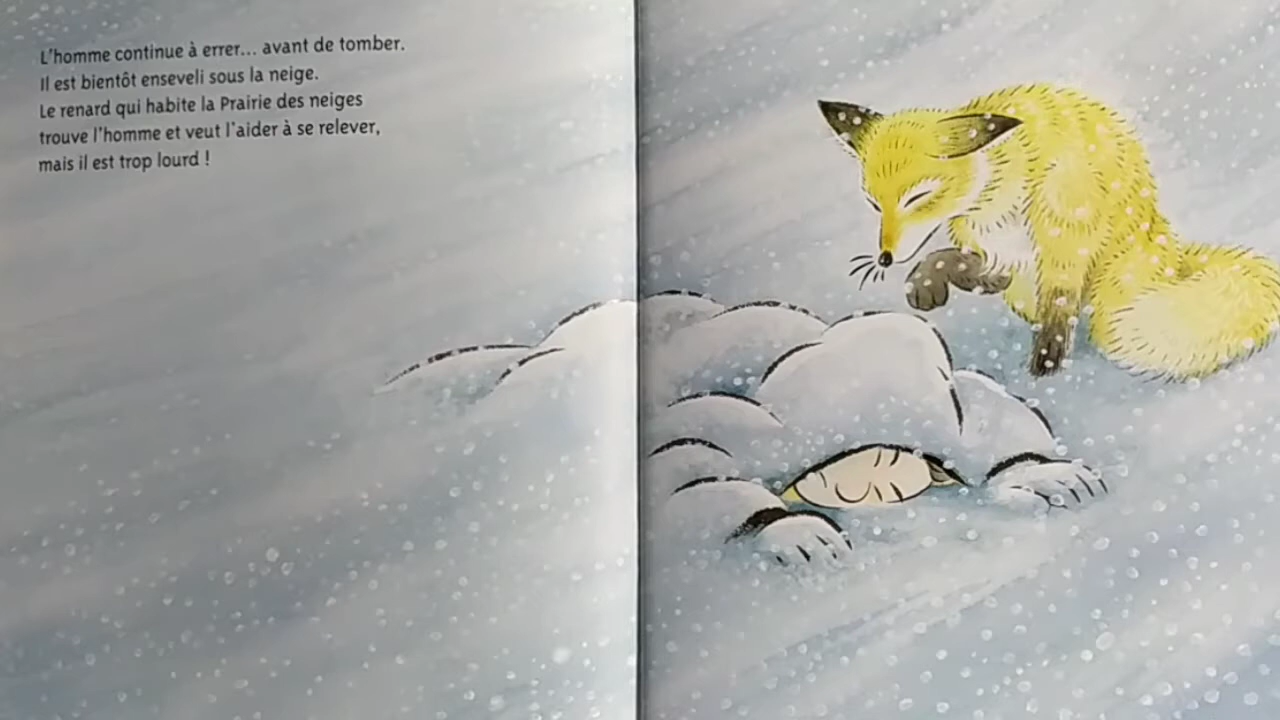 L'homme continue à errer... avant de tomber.
Il est bientôt enseveli sous la neige.
Le renard qui habite la Prairie des neiges
trouve l'homme et veut l'aider à se relever,
mais il est trop lourd !